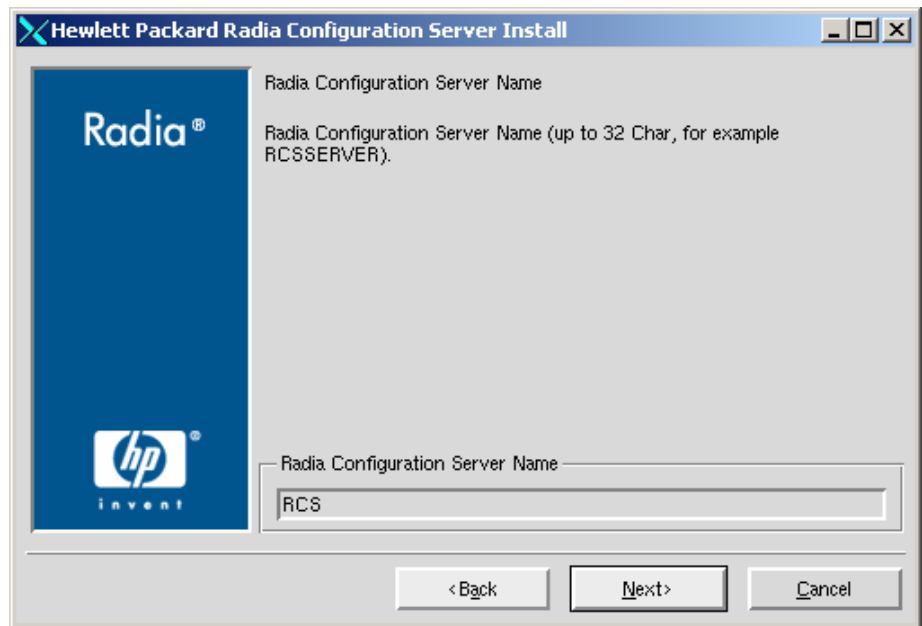 Hewlett Packard Radia Configuration Server Install
Radia®
Radia Configuration Server Name
Radia Configuration Server Name (up to 32 Char, for example
RCSSERVER).
hp®
invent
Radia Configuration Server Name
RCS
<Back
Next>
Cancel